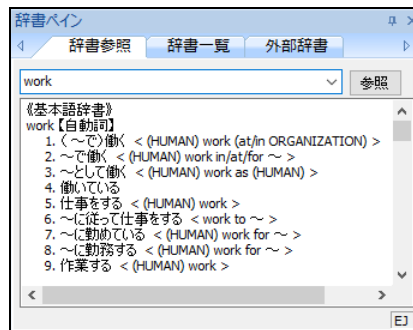 辞書ペイン
辞書参照 辞書一覧 外部辞書
work 参照
《基本語辞書》
work【自動詞】
1. (～で)働く < (HUMAN) work (at/in ORGANIZATION) >
2. ～で働く < (HUMAN) work in/at/for ～ >
3. ～として働く < (HUMAN) work as (HUMAN) >
4. 働いている
5. 仕事をする < (HUMAN) work >
6. ～に従って仕事をする < work to ～ >
7. ～に勤めている < (HUMAN) work for ～ >
8. ～に勤務する < (HUMAN) work for ～ >
9. 作業する < (HUMAN) work >
EJ